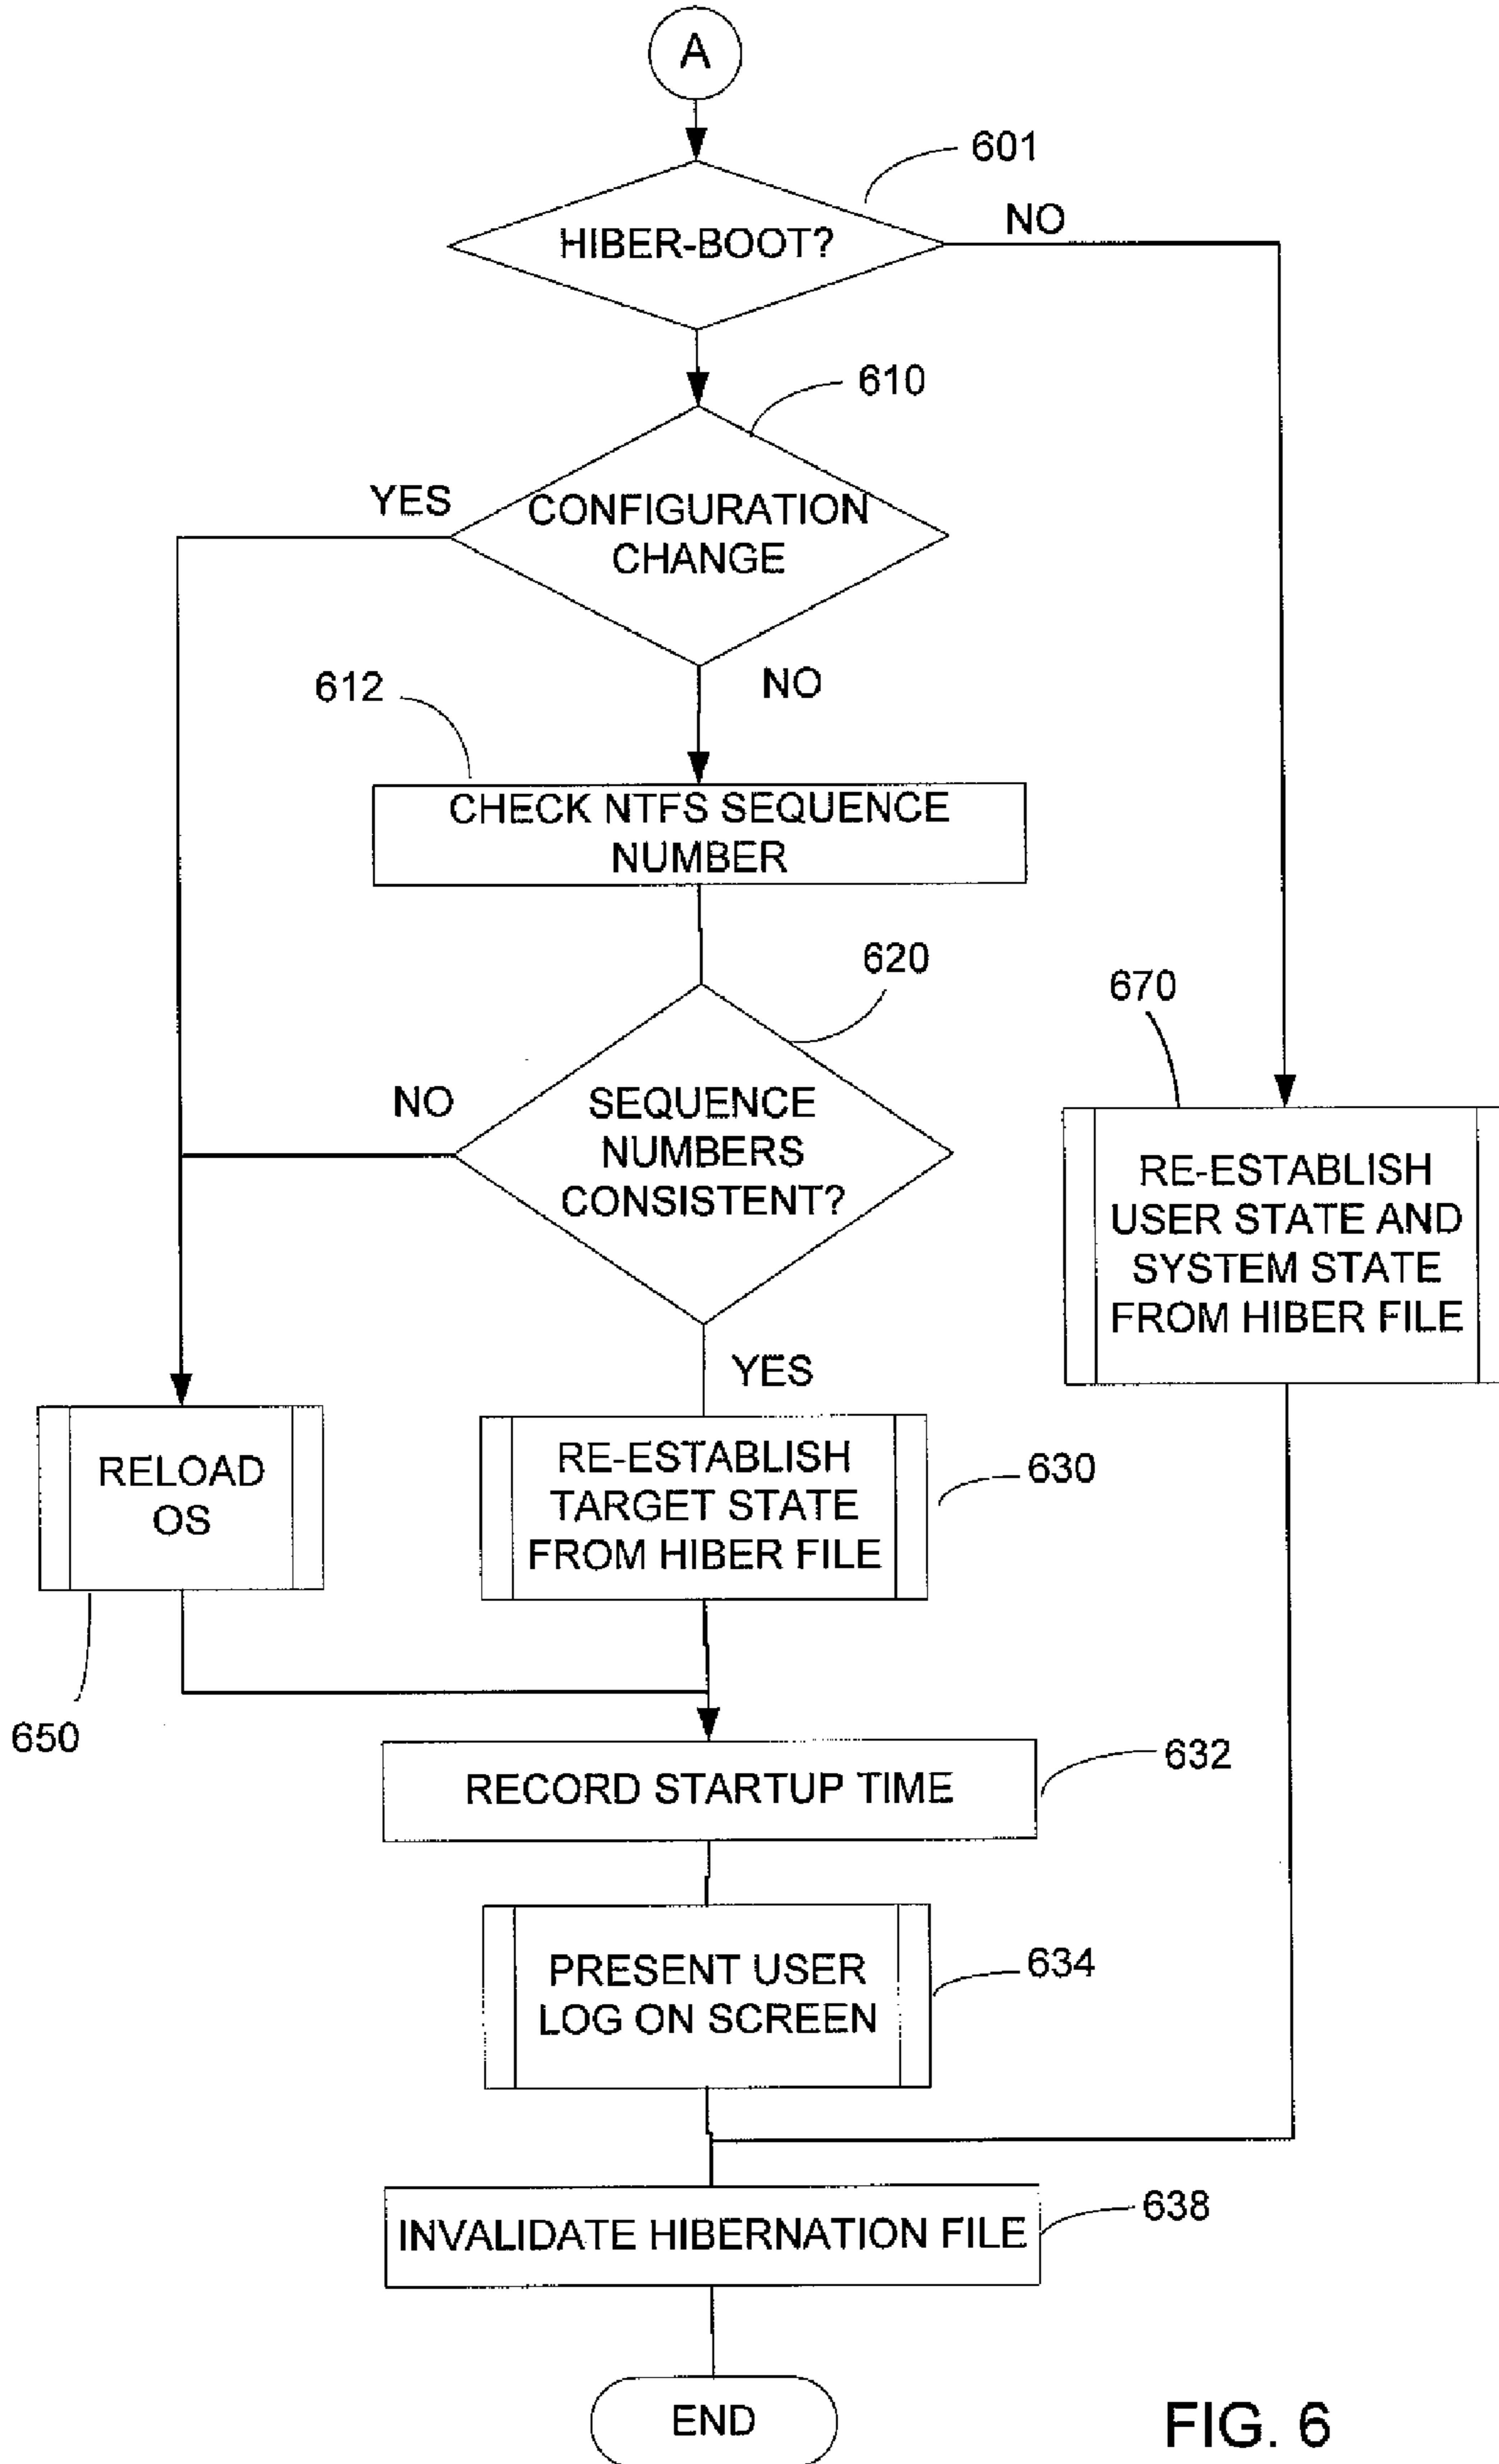 A
601
HIBER-BOOT?
NO
610
YES
CONFIGURATION
CHANGE
NO
612
CHECK NTFS SEQUENCE
NUMBER
620
670
NO
SEQUENCE
NUMBERS
CONSISTENT?
RE-ESTABLISH
USER STATE AND
SYSTEM STATE
FROM HIBER FILE
YES
RELOAD
OS
RE-ESTABLISH
TARGET STATE
FROM HIBER FILE
630
650
RECORD STARTUP TIME
632
PRESENT USER
LOG ON SCREEN
634
INVALIDATE HIBERNATION FILE
638
END
FIG. 6